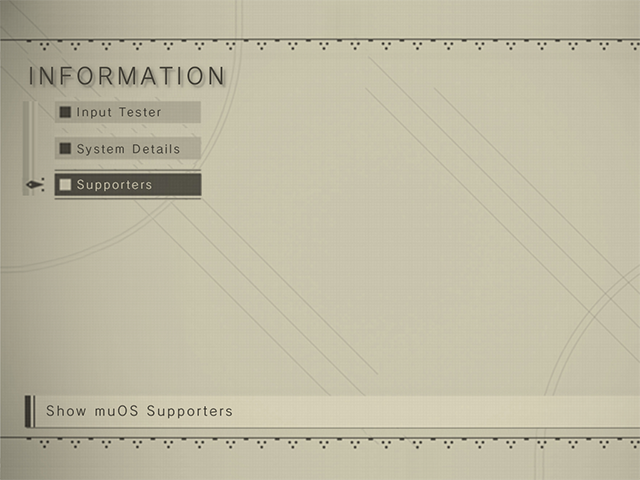 INFORMATION
Input Tester
System Details
Supporters
Show muOS Supporters